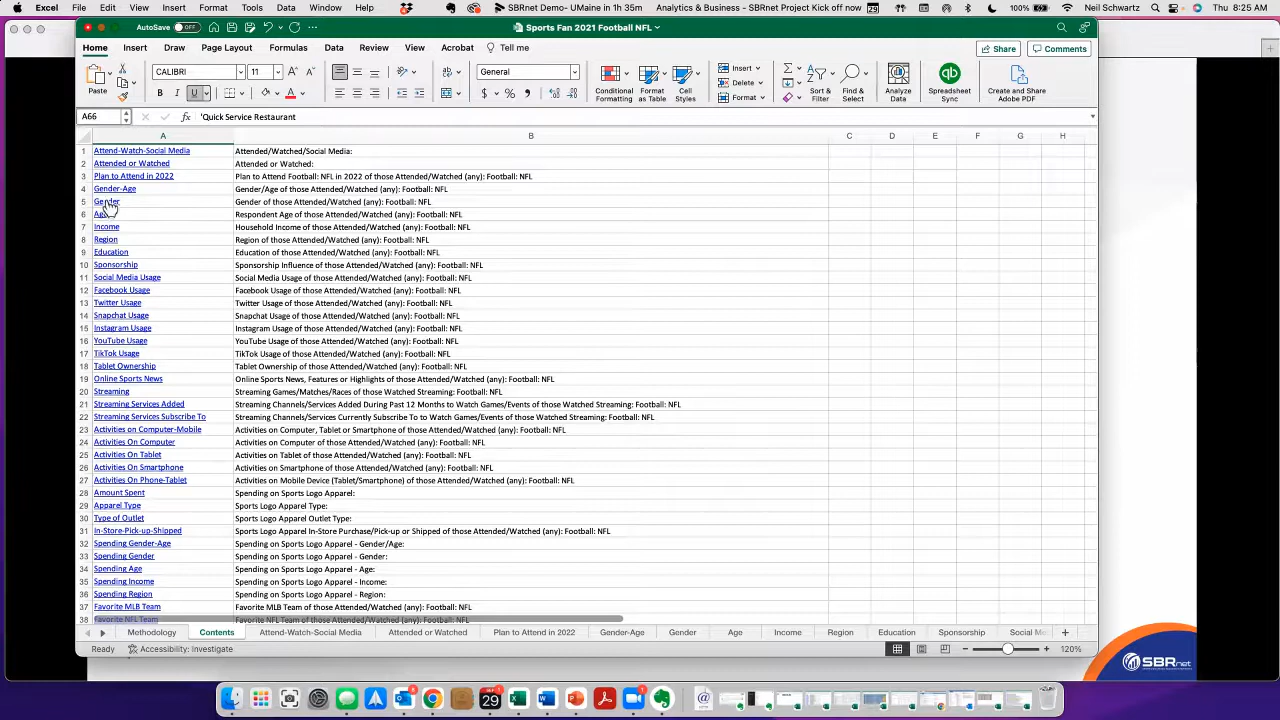 Excel File Edit View Insert Format Tools Data Window Help SBRnet Demo- UMaine in 1h 35m Analytics & Business - SBRnet Project Kick off now 29 100% Neil Schwartz Thu Apr 7 8:25 AM
AutoSave OFF Sports Fan 2021 Football NFL
Home Insert Draw Page Layout Formulas Data Review View Acrobat Tell me Share Comments
CALIBRI 11 General Insert
Delete
Paste B I U $ % Conditional Formatting Format as Table Cell Styles Format Sort & Filter Find & Select Analyze Data Spreadsheet Sync Create and Share Adobe PDF
A66 fx 'Quick Service Restaurant
A B C D E F G H
1 Attend-Watch-Social Media Attended/Watched/Social Media:
2 Attended or Watched Attended or Watched:
3 Plan to Attend in 2022 Plan to Attend Football: NFL in 2022 of those Attended/Watched (any): Football: NFL
4 Gender-Age Gender/Age of those Attended/Watched (any): Football: NFL
5 Gender Gender of those Attended/Watched (any): Football: NFL
6 Age Respondent Age of those Attended/Watched (any): Football: NFL
7 Income Household Income of those Attended/Watched (any): Football: NFL
8 Region Region of those Attended/Watched (any): Football: NFL
9 Education Education of those Attended/Watched (any): Football: NFL
10 Sponsorship Sponsorship Influence of those Attended/Watched (any): Football: NFL
11 Social Media Usage Social Media Usage of those Attended/Watched (any): Football: NFL
12 Facebook Usage Facebook Usage of those Attended/Watched (any): Football: NFL
13 Twitter Usage Twitter Usage of those Attended/Watched (any): Football: NFL
14 Snapchat Usage Snapchat Usage of those Attended/Watched (any): Football: NFL
15 Instagram Usage Instagram Usage of those Attended/Watched (any): Football: NFL
16 YouTube Usage YouTube Usage of those Attended/Watched (any): Football: NFL
17 TikTok Usage TikTok Usage of those Attended/Watched (any): Football: NFL
18 Tablet Ownership Tablet Ownership of those Attended/Watched (any): Football: NFL
19 Online Sports News Online Sports News, Features or Highlights of those Attended/Watched (any): Football: NFL
20 Streaming Streaming Games/Matches/Races of those Watched Streaming: Football: NFL
21 Streaming Services Added Streaming Channels/Services Added During Past 12 Months to Watch Games/Events of those Watched Streaming: Football: NFL
22 Streaming Services Subscribe To Streaming Channels/Services Currently Subscribe To to Watch Games/Events of those Watched Streaming: Football: NFL
23 Activities on Computer-Mobile Activities on Computer, Tablet or Smartphone of those Attended/Watched (any): Football: NFL
24 Activities On Computer Activities on Computer of those Attended/Watched (any): Football: NFL
25 Activities On Tablet Activities on Tablet of those Attended/Watched (any): Football: NFL
26 Activities On Smartphone Activities on Smartphone of those Attended/Watched (any): Football: NFL
27 Activities On Phone-Tablet Activities on Mobile Device (Tablet/Smartphone) of those Attended/Watched (any): Football: NFL
28 Amount Spent Spending on Sports Logo Apparel:
29 Apparel Type Sports Logo Apparel Type:
30 Type of Outlet Sports Logo Apparel Outlet Type:
31 In-Store-Pick-up-Shipped Sports Logo Apparel In-Store Purchase/Pick-up or Shipped of those Attended/Watched (any): Football: NFL
32 Spending Gender-Age Spending on Sports Logo Apparel - Gender/Age:
33 Spending Gender Spending on Sports Logo Apparel - Gender:
34 Spending Age Spending on Sports Logo Apparel - Age:
35 Spending Income Spending on Sports Logo Apparel - Income:
36 Spending Region Spending on Sports Logo Apparel - Region:
37 Favorite MLB Team Favorite MLB Team of those Attended/Watched (any): Football: NFL
38 Favorite NFL Team Favorite NFL Team of those Attended/Watched (any): Football: NFL
Methodology Contents Attend-Watch-Social Media Attended or Watched Plan to Attend in 2022 Gender-Age Gender Age Income Region Education Sponsorship Social Me
Ready Accessibility: Investigate 120%
SBRnet
29